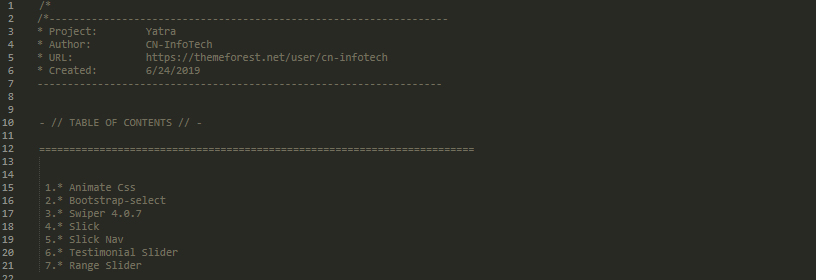 1 /*
2 /*------------------------------------------------------------------
3 * Project: Yatra
4 * Author: CN-InfoTech
5 * URL: https://themeforest.net/user/cn-infotech
6 * Created: 6/24/2019
7 -------------------------------------------------------------------
8
9
10 - // TABLE OF CONTENTS // -
11
12 ========================================================================
13
14
15 1.* Animate Css
16 2.* Bootstrap-select
17 3.* Swiper 4.0.7
18 4.* Slick
19 5.* Slick Nav
20 6.* Testimonial Slider
21 7.* Range Slider
22